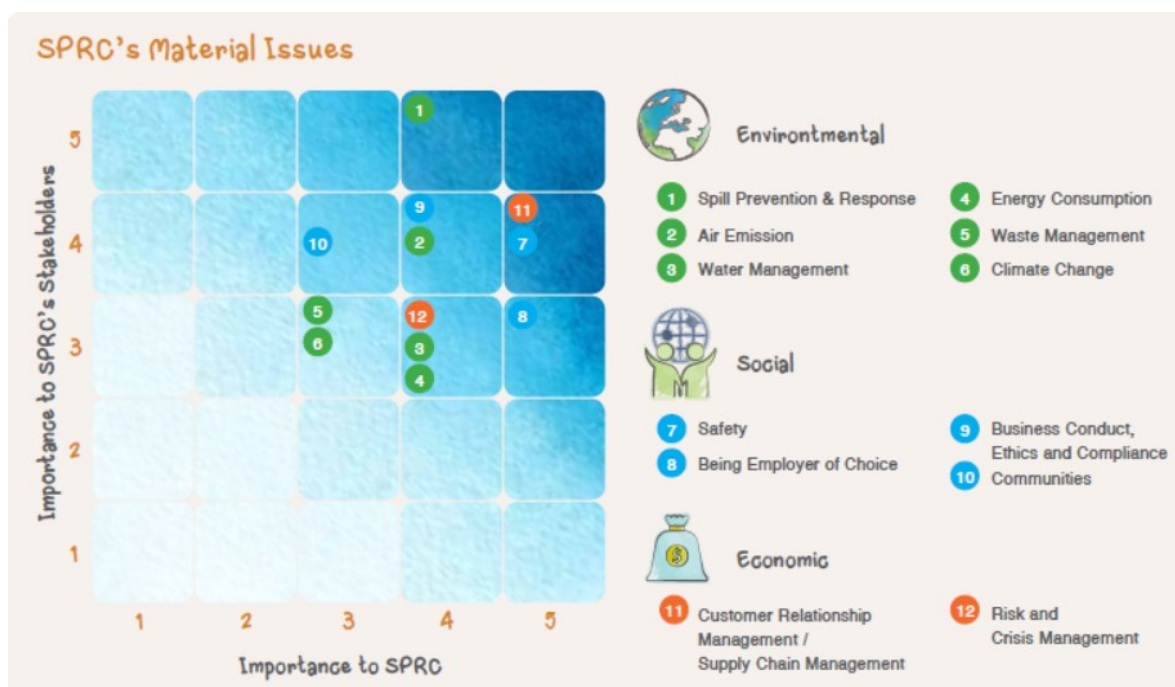 SPRC's Material Issues
Importance to SPRC's Stakeholders
5
4
3
2
1
1
9
11
10
2
7
5
12
8
6
3
4
1
2
3
4
5
Importance to SPRC
Environtmental
1 Spill Prevention & Response
4 Energy Consumption
2 Air Emission
5 Waste Management
3 Water Management
6 Climate Change
Social
7 Safety
9 Business Conduct,
Ethics and Compliance
8 Being Employer of Choice
10 Communities
$
Economic
11 Customer Relationship
Management /
Supply Chain Management
12 Risk and
Crisis Management